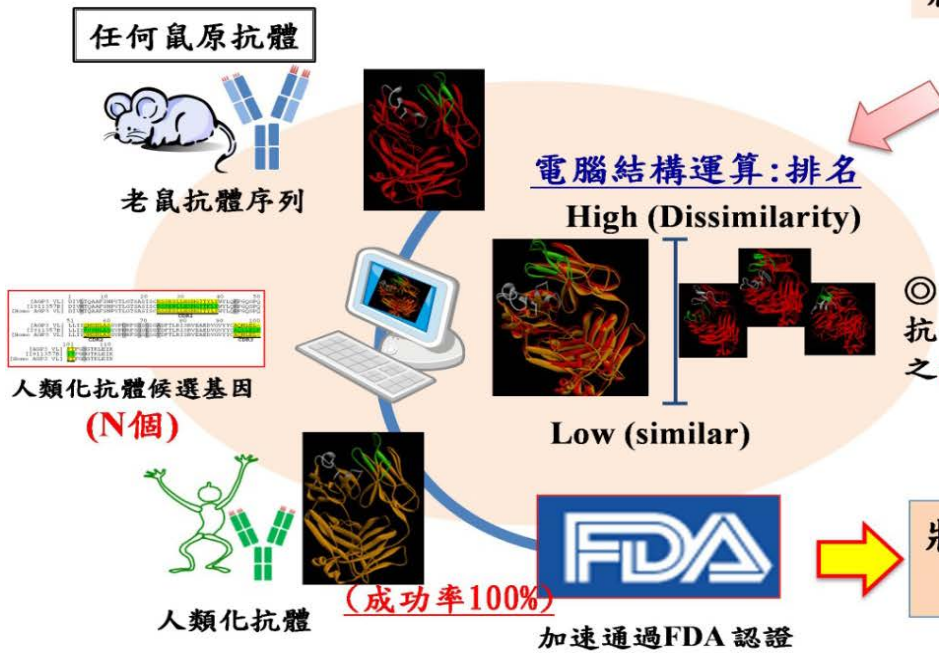 任何鼠原抗體
老鼠抗體序列
電腦結構運算:排名
High (Dissimilarity)
Low (similar)
人類化抗體候選基因
(N個)
人類化抗體
(成功率100%)
FDA
加速通過FDA 認證
◎
抗
之